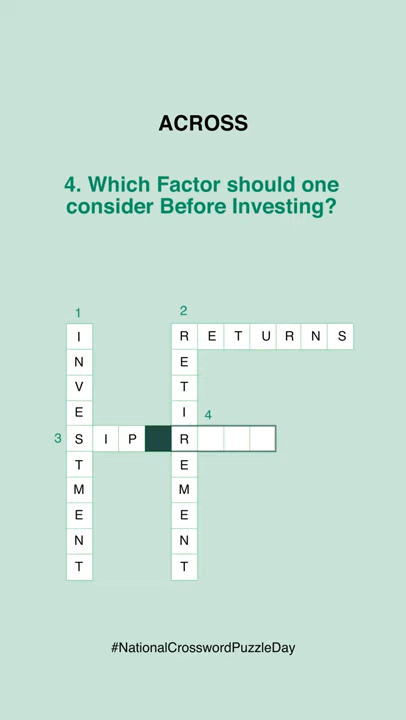 ACROSS
4. Which Factor should one
consider Before Investing?
1
2
I
R E T U R N S
N
E
V
T
E
I
4
3
S I P R
T
E
M
M
E
E
N
N
T
T
#NationalCrosswordPuzzleDay